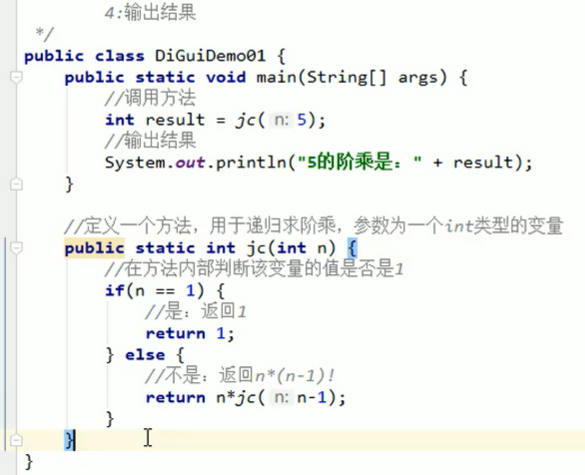 4:输出结果
*/
public class DiGuiDemo01 {
public static void main(String[] args) {
//调用方法
int result = jc( n: 5);
//输出结果
System.out.println("5的阶乘是：" + result);
}
//定义一个方法，用于递归求阶乘，参数为一个int类型的变量
public static int jc(int n) {
//在方法内部判断该变量的值是否是1
if(n == 1) {
//是：返回1
return 1;
} else {
//不是：返回n*(n-1)!
return n*jc( n: n-1);
}
}
}